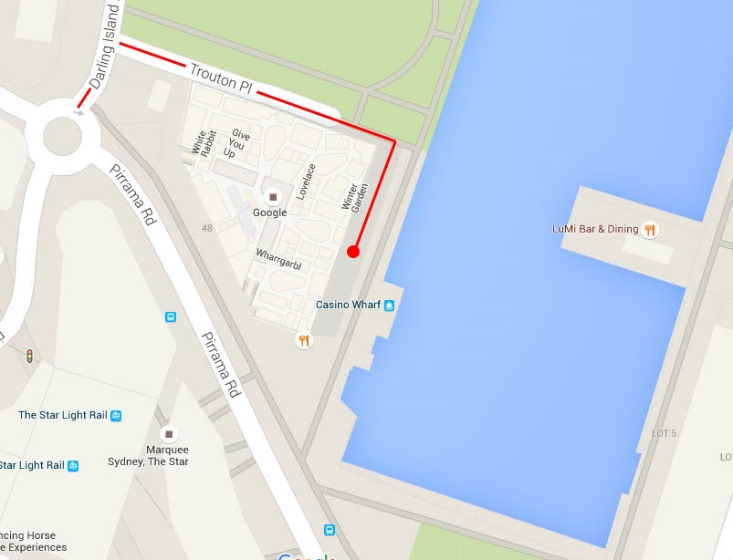 Darling Island
Trouton Pl
White
Rabbit
Give
You
Up
Lovelace
Winter
Garden
Google
Pirrama Rd
LuMi Bar & Dining
48
Wharrgarbl
Casino Wharf
Pirrama Rd
The Star Light Rail
LOT 5
Marquee
Sydney, The Star
Star Light Rail
ncing Horse
e Experiences
Google